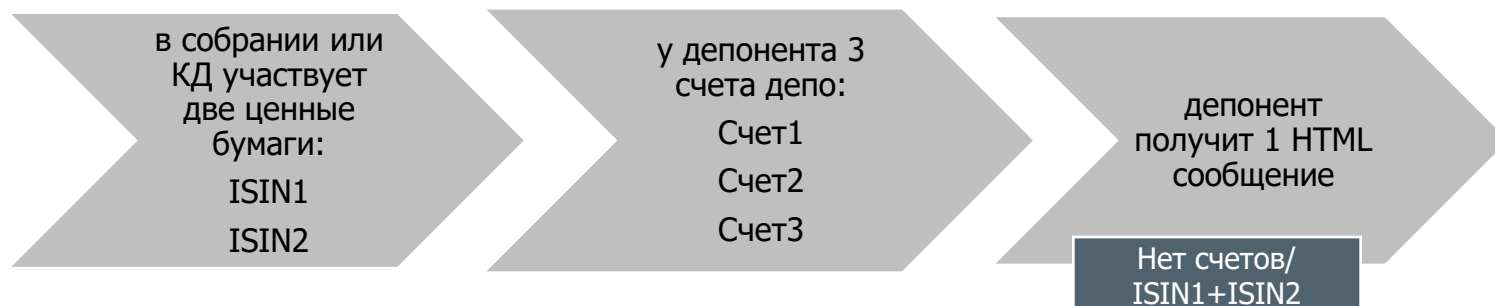 в собрании или
КД участвует
две ценные
бумаги:
ISIN1
ISIN2
у депонента 3
счета депо:
Счет1
Счет2
Счет3
депонент
получит 1 HTML
сообщение
Нет счетов/
ISIN1+ISIN2